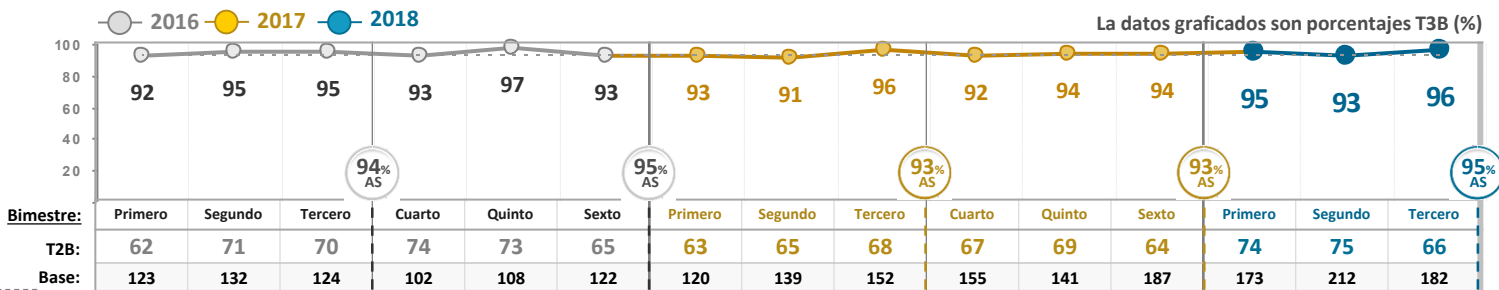 2016 2017 2018 La datos graficados son porcentajes T3B (%)
100
80
60
40
20
92 95 95 93 97 93 93 91 96 92 94 94 95 93 96
94% AS 95% AS 93% AS 93% AS 95% AS
Bimestre: Primero Segundo Tercero Cuarto Quinto Sexto Primero Segundo Tercero Cuarto Quinto Sexto Primero Segundo Tercero
T2B: 62 71 70 74 73 65 63 65 68 67 69 64 74 75 66
Base: 123 132 124 102 108 122 120 139 152 155 141 187 173 212 182